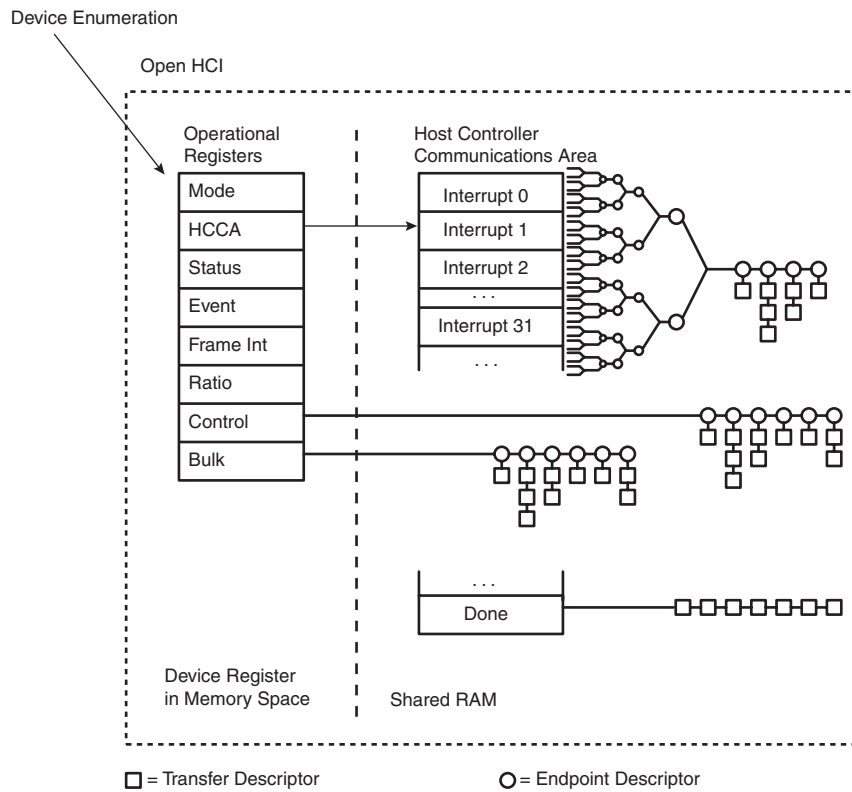 Device Enumeration
Open HCI
Operational
Registers
Mode
HCCA
Status
Event
Frame Int
Ratio
Control
Bulk
Host Controller
Communications Area
Interrupt 0
Interrupt 1
Interrupt 2
. . .
Interrupt 31
. . .
. . .
Done
Device Register
in Memory Space
Shared RAM
= Transfer Descriptor
= Endpoint Descriptor